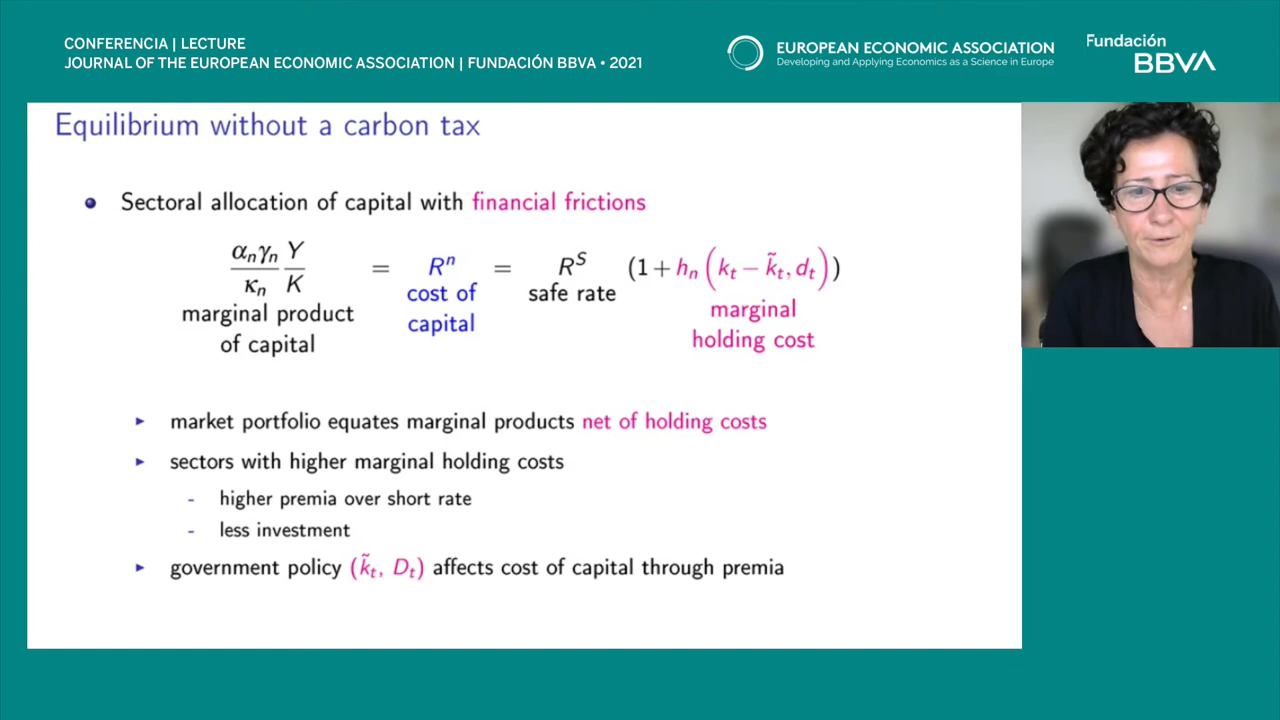 CONFERENCIA | LECTURE
JOURNAL OF THE EUROPEAN ECONOMIC ASSOCIATION | FUNDACIÓN BBVA • 2021
EUROPEAN ECONOMIC ASSOCIATION
Developing and Applying Economics as a Science in Europe
Fundación
BBVA
Equilibrium without a carbon tax
Sectoral allocation of capital with financial frictions
αₙγₙ/κₙ Y/K = Rⁿ = Rˢ (1 + hₙ (kₜ − k̃ₜ, dₜ))
marginal product of capital
cost of capital
safe rate
marginal holding cost
market portfolio equates marginal products net of holding costs
sectors with higher marginal holding costs
- higher premia over short rate
- less investment
government policy (k̃ₜ, Dₜ) affects cost of capital through premia